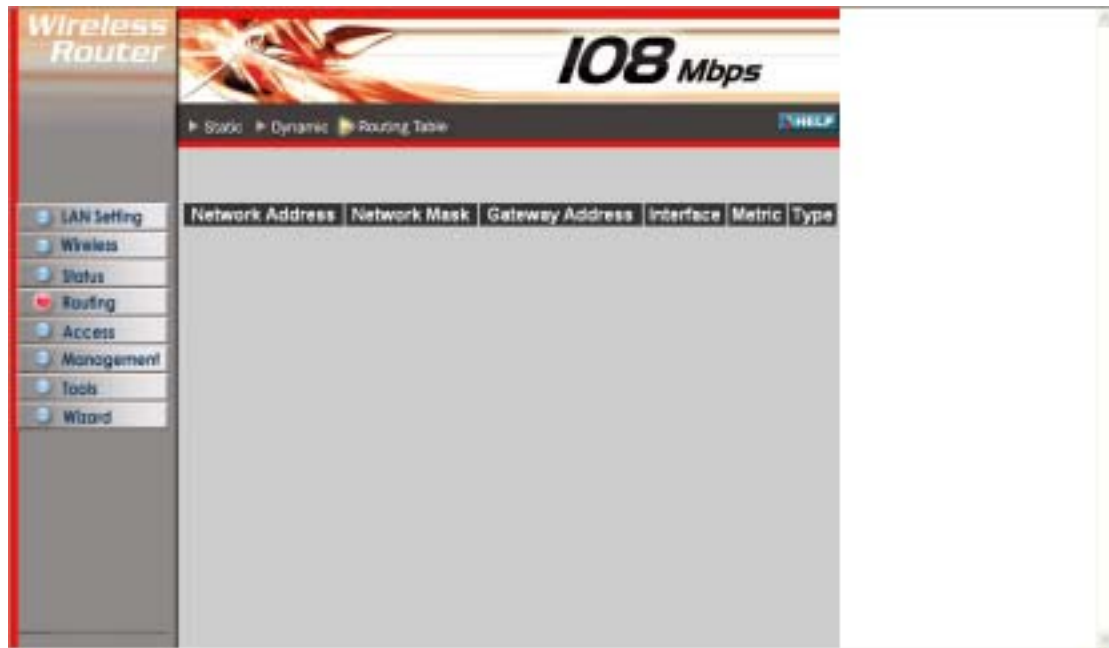 Wireless
Router
108 Mbps
Static Dynamic Routing Table HELP
Network Address Network Mask Gateway Address Interface Metric Type
LAN Setting
Wireless
Status
Routing
Access
Management
Tools
Wizard